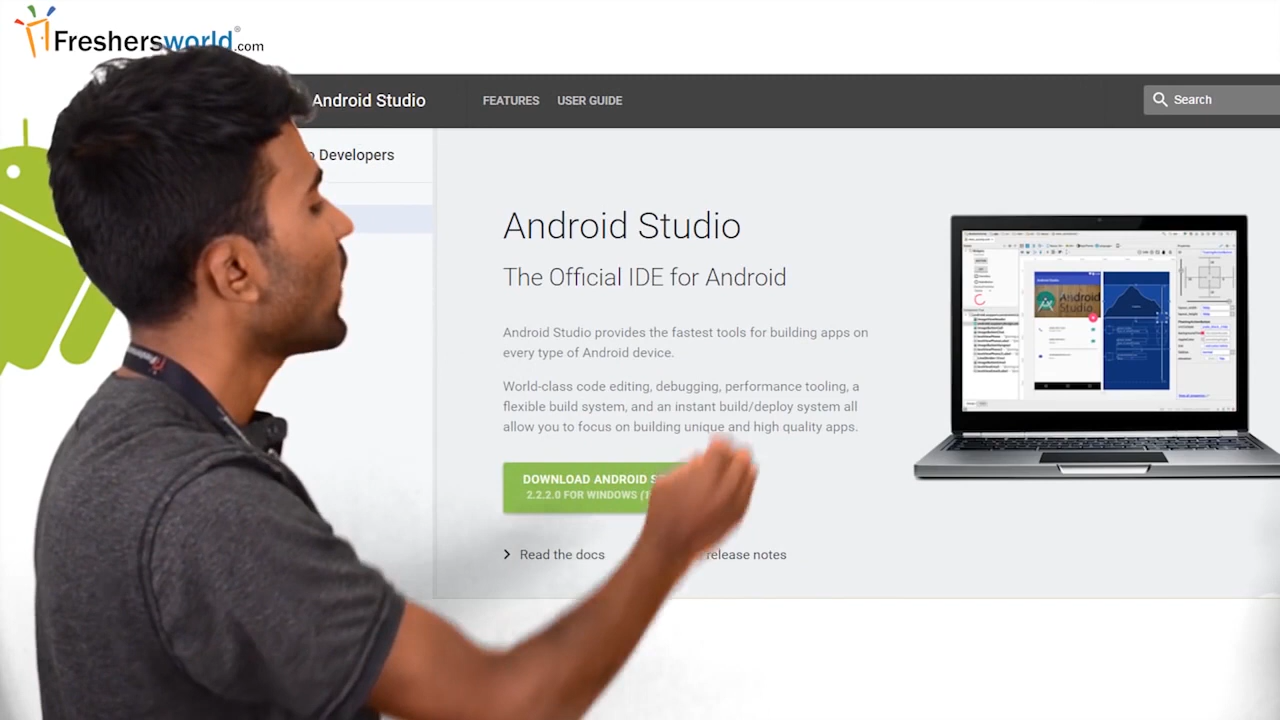 Freshersworld.com
Android Studio
FEATURES
USER GUIDE
Search
Developers
Android Studio
The Official IDE for Android
Android Studio provides the fastest tools for building apps on
every type of Android device.
World-class code editing, debugging, performance tooling, a
flexible build system, and an instant build/deploy system all
allow you to focus on building unique and high quality apps.
DOWNLOAD ANDROID
2.2.2.0 FOR WINDOWS
Read the docs
release notes
Android
Studio